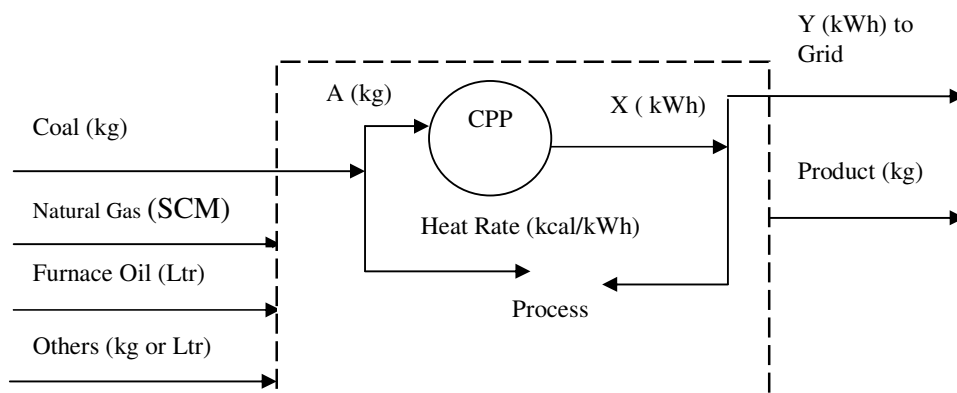 Y (kWh) to
Grid
A (kg)
CPP
X ( kWh)
Coal (kg)
Product (kg)
Natural Gas (SCM)
Heat Rate (kcal/kWh)
Furnace Oil (Ltr)
Process
Others (kg or Ltr)